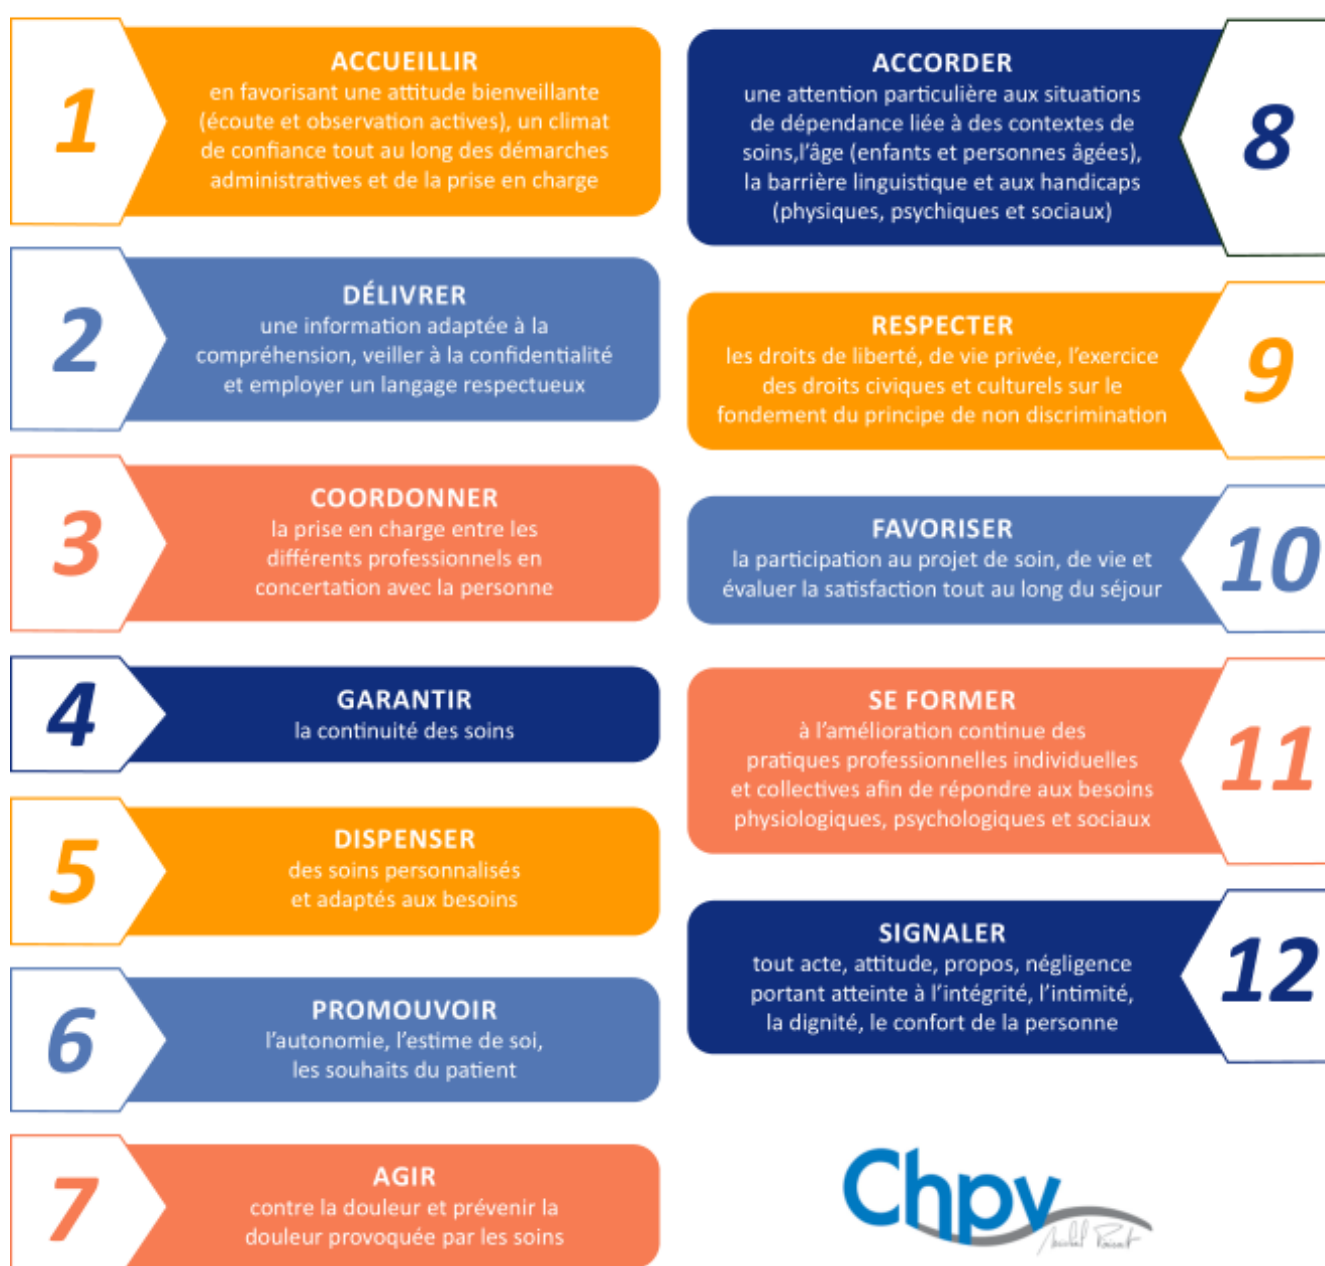 1
ACCUEILLIR
en favorisant une attitude bienveillante
(écoute et observation actives), un climat
de confiance tout au long des démarches
administratives et de la prise en charge
2
DÉLIVRER
une information adaptée à la
compréhension, veiller à la confidentialité
et employer un langage respectueux
3
COORDONNER
la prise en charge entre les
différents professionnels en
concertation avec la personne
4
GARANTIR
la continuité des soins
5
DISPENSER
des soins personnalisés
et adaptés aux besoins
6
PROMOUVOIR
l'autonomie, l'estime de soi,
les souhaits du patient
7
AGIR
contre la douleur et prévenir la
douleur provoquée par les soins
8
ACCORDER
une attention particulière aux situations
de dépendance liée à des contextes de
soins,l'âge (enfants et personnes âgées),
la barrière linguistique et aux handicaps
(physiques, psychiques et sociaux)
9
RESPECTER
les droits de liberté, de vie privée, l'exercice
des droits civiques et culturels sur le
fondement du principe de non discrimination
10
FAVORISER
la participation au projet de soin, de vie et
évaluer la satisfaction tout au long du séjour
11
SE FORMER
à l'amélioration continue des
pratiques professionnelles individuelles
et collectives afin de répondre aux besoins
physiologiques, psychologiques et sociaux
12
SIGNALER
tout acte, attitude, propos, négligence
portant atteinte à l'intégrité, l'intimité,
la dignité, le confort de la personne
Chpv